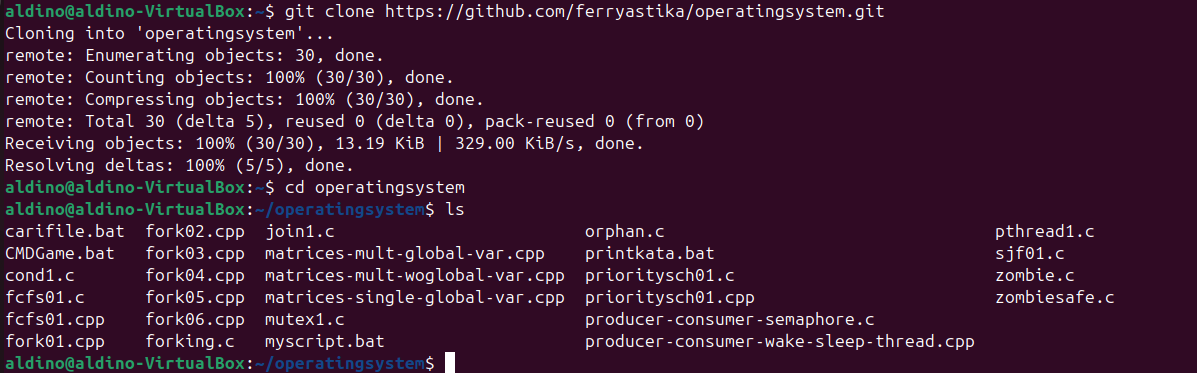 aldino@aldino-VirtualBox:~$ git clone https://github.com/ferryastika/operatingsystem.git
Cloning into 'operatingsystem'...
remote: Enumerating objects: 30, done.
remote: Counting objects: 100% (30/30), done.
remote: Compressing objects: 100% (30/30), done.
remote: Total 30 (delta 5), reused 0 (delta 0), pack-reused 0 (from 0)
Receiving objects: 100% (30/30), 13.19 KiB | 329.00 KiB/s, done.
Resolving deltas: 100% (5/5), done.
aldino@aldino-VirtualBox:~$ cd operatingsystem
aldino@aldino-VirtualBox:~/operatingsystem$ ls
carifile.bat  fork02.cpp  join1.c                        orphan.c                              pthread1.c
CMDGame.bat   fork03.cpp  matrices-mult-global-var.cpp   printkata.bat                         sjf01.c
cond1.c       fork04.cpp  matrices-mult-woglobal-var.cpp  prioritysch01.c                       zombie.c
fcfs01.c      fork05.cpp  matrices-single-global-var.cpp  prioritysch01.cpp                     zombiesafe.c
fcfs01.cpp    fork06.cpp  mutex1.c                       producer-consumer-semaphore.c
fork01.cpp    forking.c   myscript.bat                   producer-consumer-wake-sleep-thread.cpp
aldino@aldino-VirtualBox:~/operatingsystem$